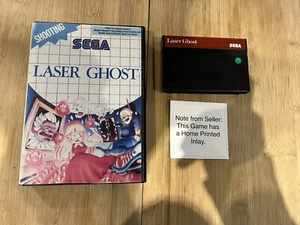 SHOOTING
SEGA
LASER GHOST
Laser Ghost
SEGA
Note from Seller:
This Game has
a Home Printed
Inlay.